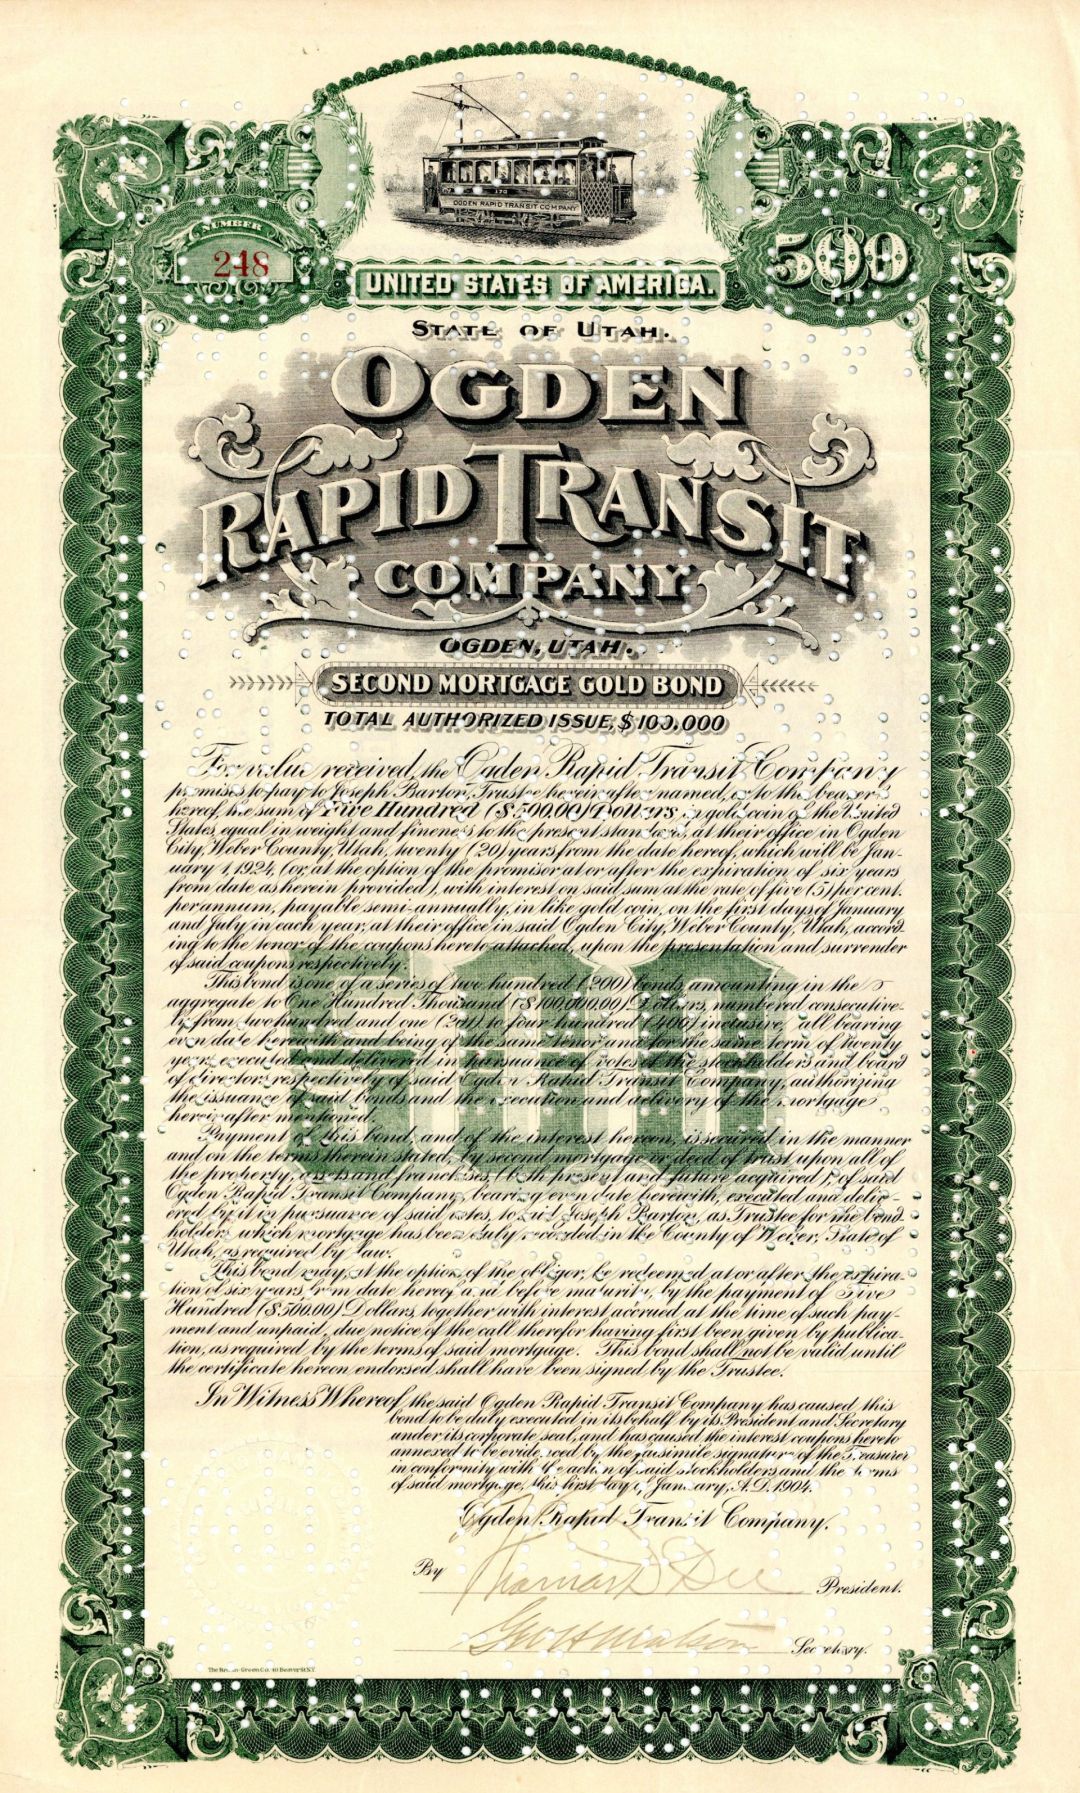 OGDEN RAPID TRANSIT COMPANY
NUMBER
248
500
UNITED STATES OF AMERICA.
STATE OF UTAH.
OGDEN
RAPID TRANSIT
COMPANY
OGDEN, UTAH.
SECOND MORTGAGE GOLD BOND
TOTAL AUTHORIZED ISSUE, $100,000
For value received, the Ogden Rapid Transit Company
promises to pay to Joseph Barton, Trustee hereinafter named, or to the bearer
hereof, the sum of Five Hundred ($500.00) Dollars, in gold coin of the United
States, equal in weight and fineness to the present standard, at their office in Ogden
City, Weber County, Utah, twenty (20) years from the date hereof, which will be Jan-
uary 1, 1924, (or, at the option of the promisor at or after the expiration of six years
from date as herein provided), with interest on said sum at the rate of five (5) per cent.
per annum, payable semi-annually, in like gold coin, on the first days of January
and July in each year, at their office in said Ogden City, Weber County, Utah, accord-
ing to the tenor of the coupons hereto attached, upon the presentation and surrender
of said coupons respectively.
This bond is one of a series of two hundred (200) bonds, amounting in the
aggregate to One Hundred Thousand ($100,000.00) Dollars, numbered consecutive-
ly from two hundred and one (201) to four hundred (400) inclusive, all bearing
even date herewith and being of the same tenor and for the same term of twenty
years, executed and delivered in pursuance of votes of the stockholders and board
of directors respectively of said Ogden Rapid Transit Company, authorizing
the issuance of said bonds and the execution and delivery of the mortgage
hereinafter mentioned.
Payment of this bond, and of the interest hereon, is secured in the manner
and on the terms therein stated, by second mortgage or deed of trust upon all of
the property, assets and franchises, (both present and future acquired), of said
Ogden Rapid Transit Company, bearing even date herewith, executed and deliv-
ered by it in pursuance of said votes, to said Joseph Barton, as Trustee for the bond-
holders, which mortgage has been duly recorded in the County of Weber, State of
Utah, as required by law.
This bond may, at the option of the obligor, be redeemed at or after the expira-
tion of six years from date hereof and before maturity, by the payment of Five
Hundred ($500.00) Dollars, together with interest accrued at the time of such pay-
ment and unpaid, due notice of the call therefor having first been given by publica-
tion, as required by the terms of said mortgage. This bond shall not be valid until
the certificate hereon endorsed shall have been signed by the Trustee.
In Witness Whereof, the said Ogden Rapid Transit Company has caused this
bond to be duly executed in its behalf by its President and Secretary
under its corporate seal, and has caused the interest coupons hereto
annexed to be evidenced by the facsimile signature of the Treasurer
in conformity with the action of said stockholders and the terms
of said mortgage, this first day of January, A.D. 1904.
Ogden Rapid Transit Company,
By Thomas D Dee President.
Geo H Matson Secretary.
The Brown-Green Co. 40 Beaver St. N.Y.